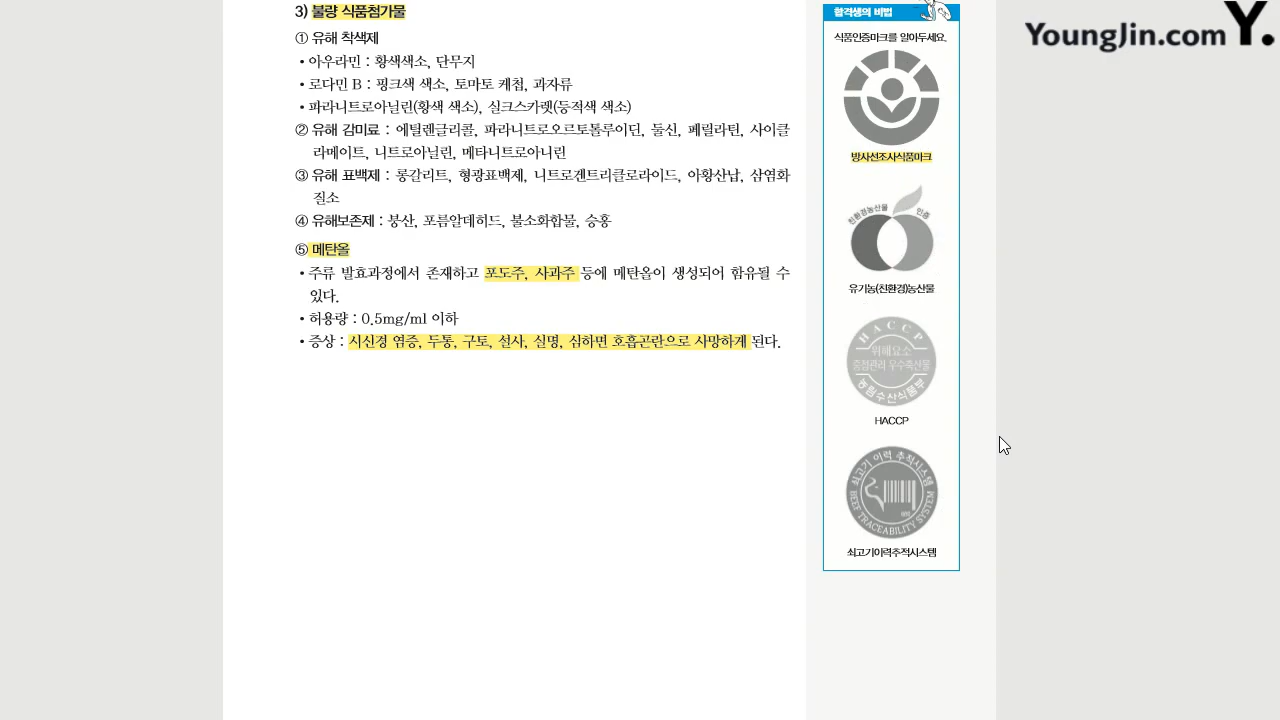 3) 불량 식품첨가물
① 유해 착색제
• 아우라민 : 황색색소, 단무지
• 로다민 B : 핑크색 색소, 토마토 케첩, 과자류
• 파라니트로아닐린(황색 색소), 실크스카렛(등적색 색소)
② 유해 감미료 : 에틸렌글리콜, 파라니트로오르토톨루이딘, 둘신, 페릴라틴, 사이클
라메이트, 니트로아닐린, 메타니트로아니린
③ 유해 표백제 : 롱갈리트, 형광표백제, 니트로겐트리클로라이드, 아황산납, 삼염화
질소
④ 유해보존제 : 붕산, 포름알데히드, 불소화합물, 승홍
⑤ 메탄올
• 주류 발효과정에서 존재하고 포도주, 사과주 등에 메탄올이 생성되어 함유될 수
있다.
• 허용량 : 0.5mg/ml 이하
• 증상 : 시신경 염증, 두통, 구토, 설사, 실명, 심하면 호흡곤란으로 사망하게 된다.
합격생의 비법
식품인증마크를 알아두세요.
방사선조사식품마크
친환경농산물 인증
유기농(친환경)농산물
HACCP
위해요소
중점관리 우수축산물
농림수산식품부
HACCP
쇠고기 이력 추적시스템
BEEF TRACEABILITY SYSTEM
쇠고기이력추적시스템
YoungJin.com Y.